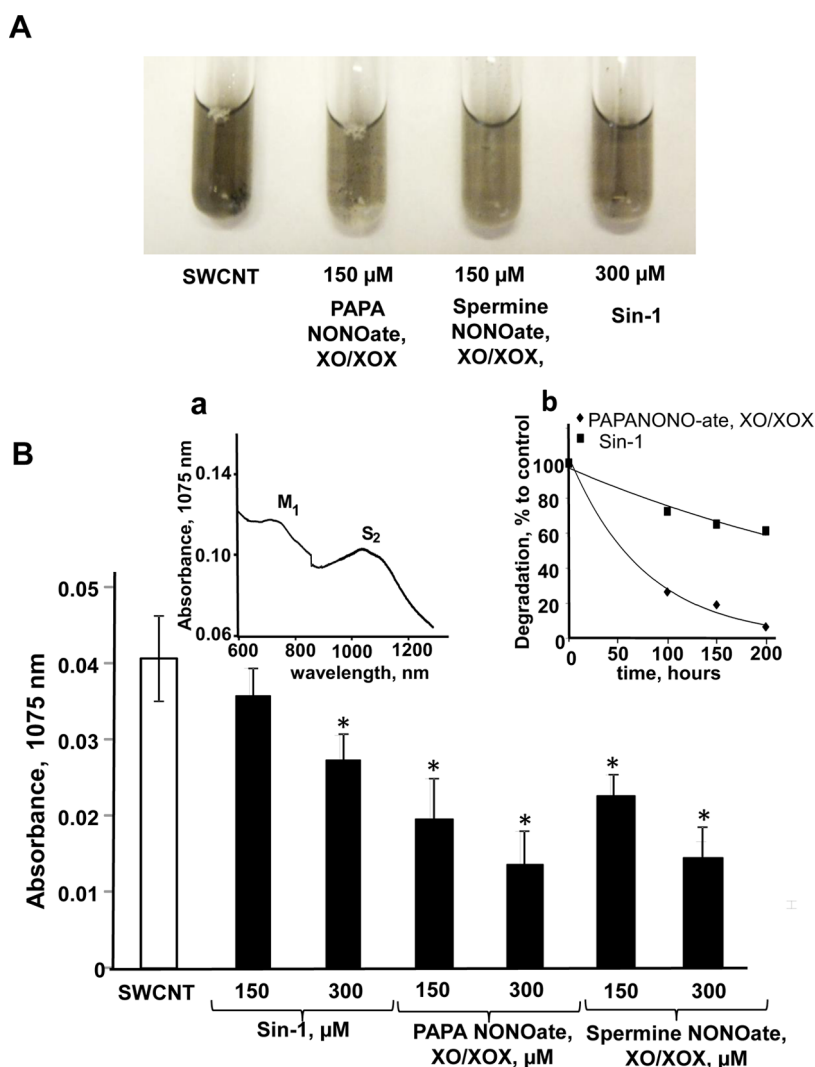 A
SWCNT
150 µM
150 µM
300 µM
PAPA
NONOate,
XO/XOX
Spermine
NONOate,
XO/XOX,
Sin-1
B
a
Absorbance, 1075 nm
0.14
0.10
0.06
M1
S2
600 800 1000 1200
wavelength, nm
b
PAPANONO-ate, XO/XOX
Sin-1
Degradation, % to control
100
80
60
40
20
0
0 50 100 150 200
time, hours
Absorbance, 1075 nm
0.05
0.04
0.03
0.02
0.01
0
*
*
*
*
*
SWCNT 150 300 150 300 150 300
Sin-1, µM
PAPA NONOate,
XO/XOX, µM
Spermine NONOate,
XO/XOX, µM